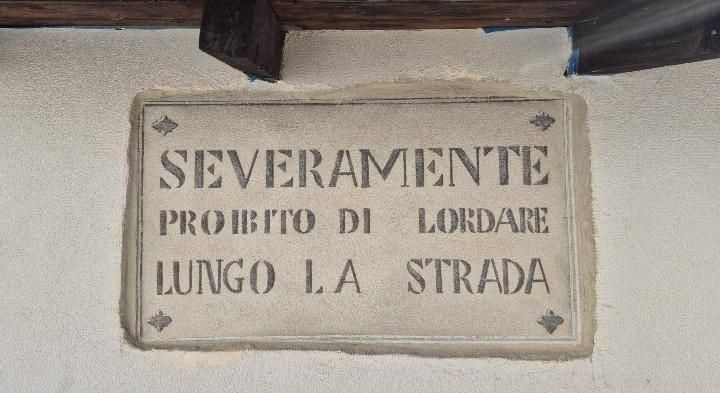 SEVERAMENTE
PROIBITO DI LORDARE
LUNGO LA STRADA